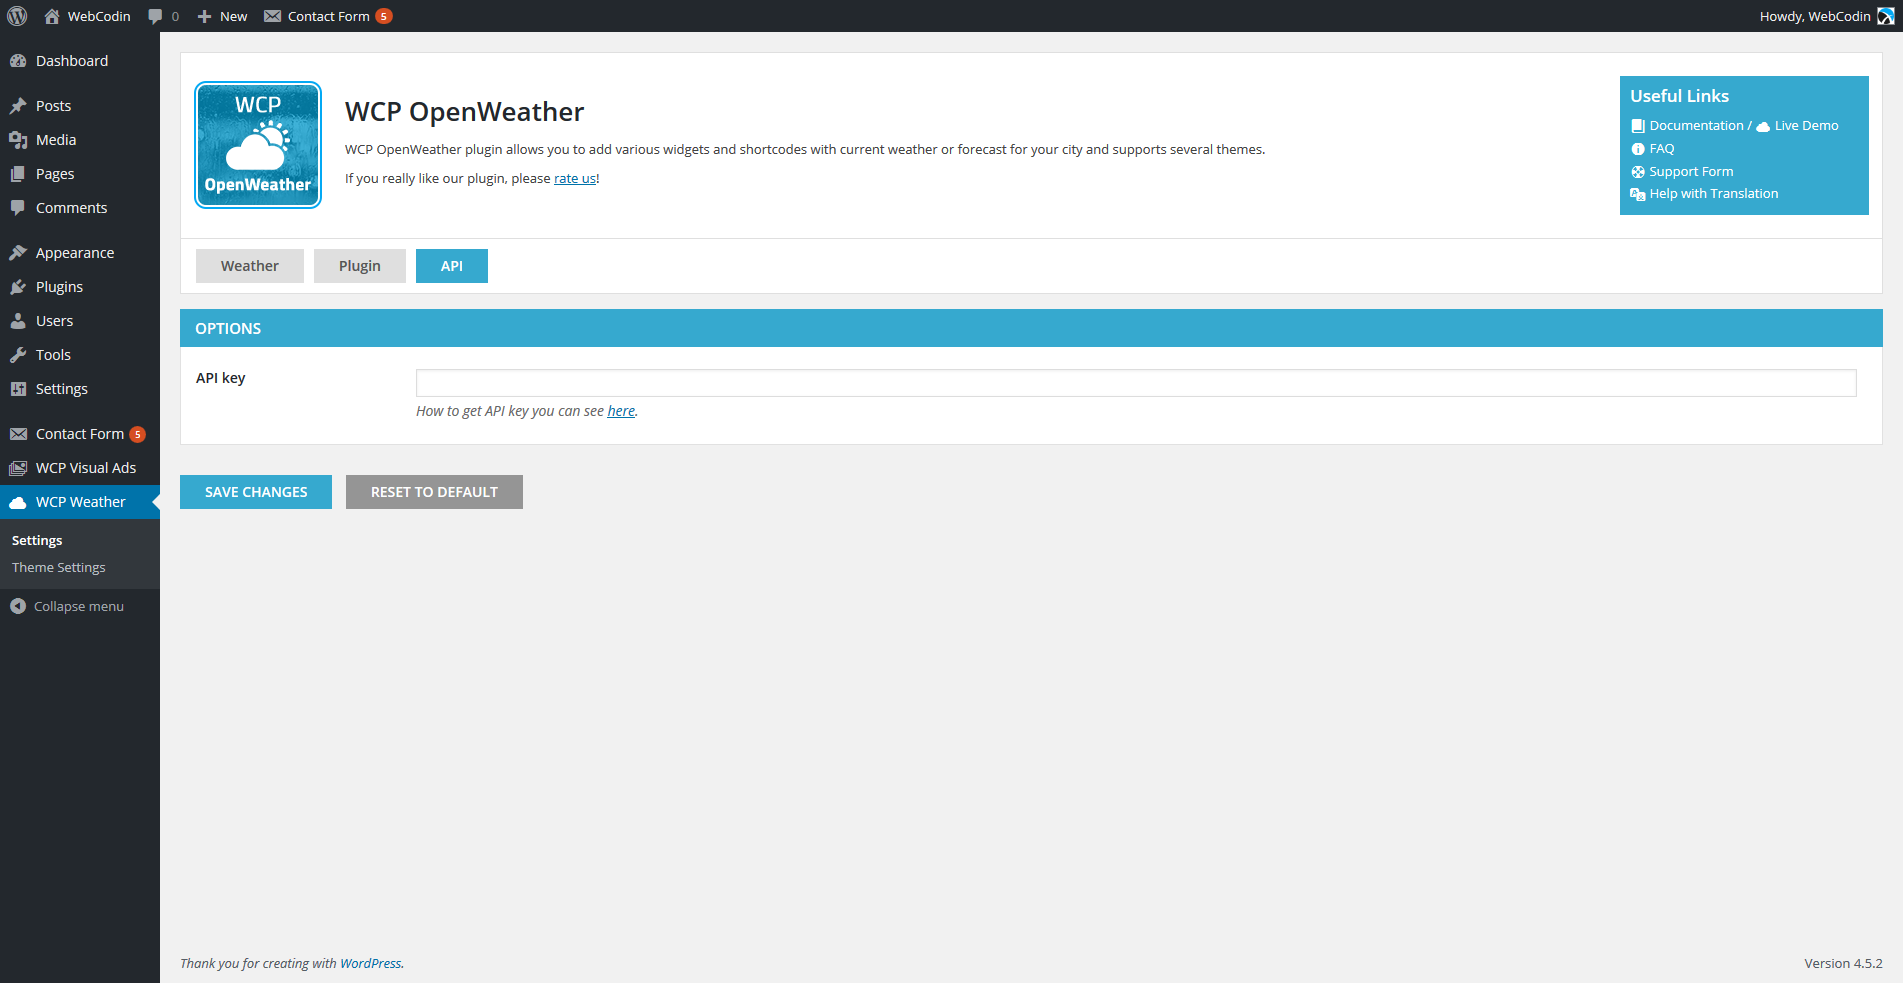 WebCodin 0 New Contact Form 5 Howdy, WebCodin
Dashboard
Posts
Media
Pages
Comments
Appearance
Plugins
Users
Tools
Settings
Contact Form 5
WCP Visual Ads
WCP Weather
Settings
Theme Settings
Collapse menu
WCP
OpenWeather
WCP OpenWeather
WCP OpenWeather plugin allows you to add various widgets and shortcodes with current weather or forecast for your city and supports several themes.
If you really like our plugin, please rate us!
Useful Links
Documentation / Live Demo
FAQ
Support Form
Help with Translation
Weather Plugin API
OPTIONS
API key
How to get API key you can see here.
SAVE CHANGES RESET TO DEFAULT
Thank you for creating with WordPress. Version 4.5.2